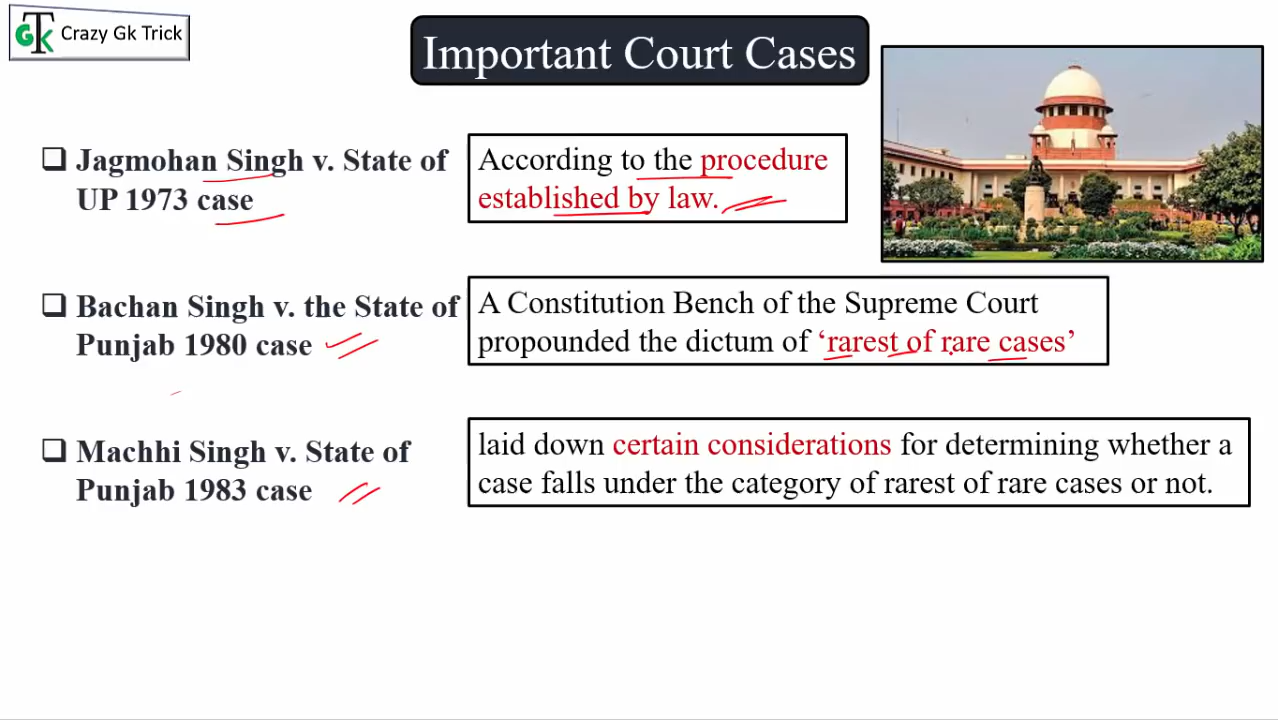 GTK Crazy Gk Trick
Important Court Cases
Jagmohan Singh v. State of
UP 1973 case
According to the procedure
established by law.
Bachan Singh v. the State of
Punjab 1980 case
A Constitution Bench of the Supreme Court
propounded the dictum of ‘rarest of rare cases’
Machhi Singh v. State of
Punjab 1983 case
laid down certain considerations for determining whether a
case falls under the category of rarest of rare cases or not.